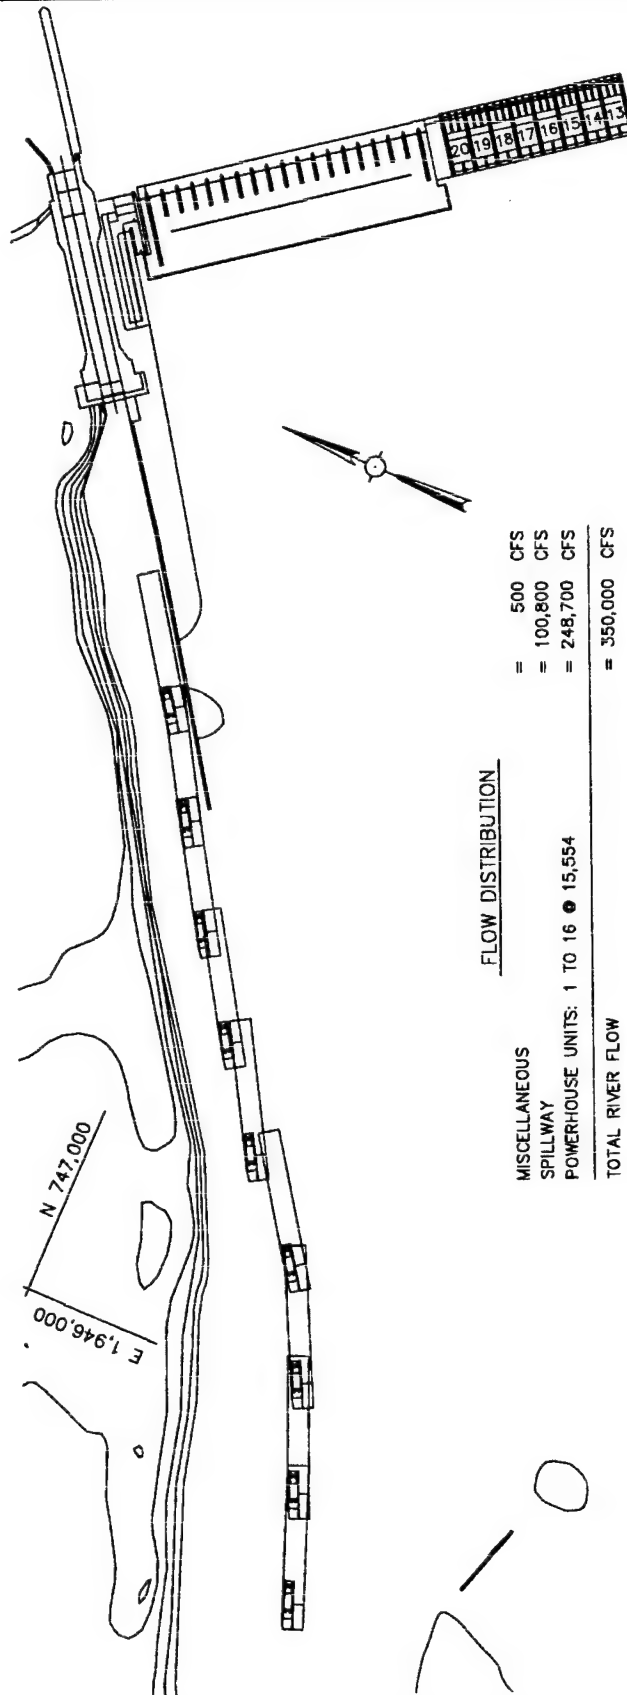 20 19 18 17 16 15 14 13
N 747,000
E 1,946,000
FLOW DISTRIBUTION
MISCELLANEOUS = 500 CFS
SPILLWAY = 100,800 CFS
POWERHOUSE UNITS: 1 TO 16 @ 15,554 = 248,700 CFS
TOTAL RIVER FLOW = 350,000 CFS